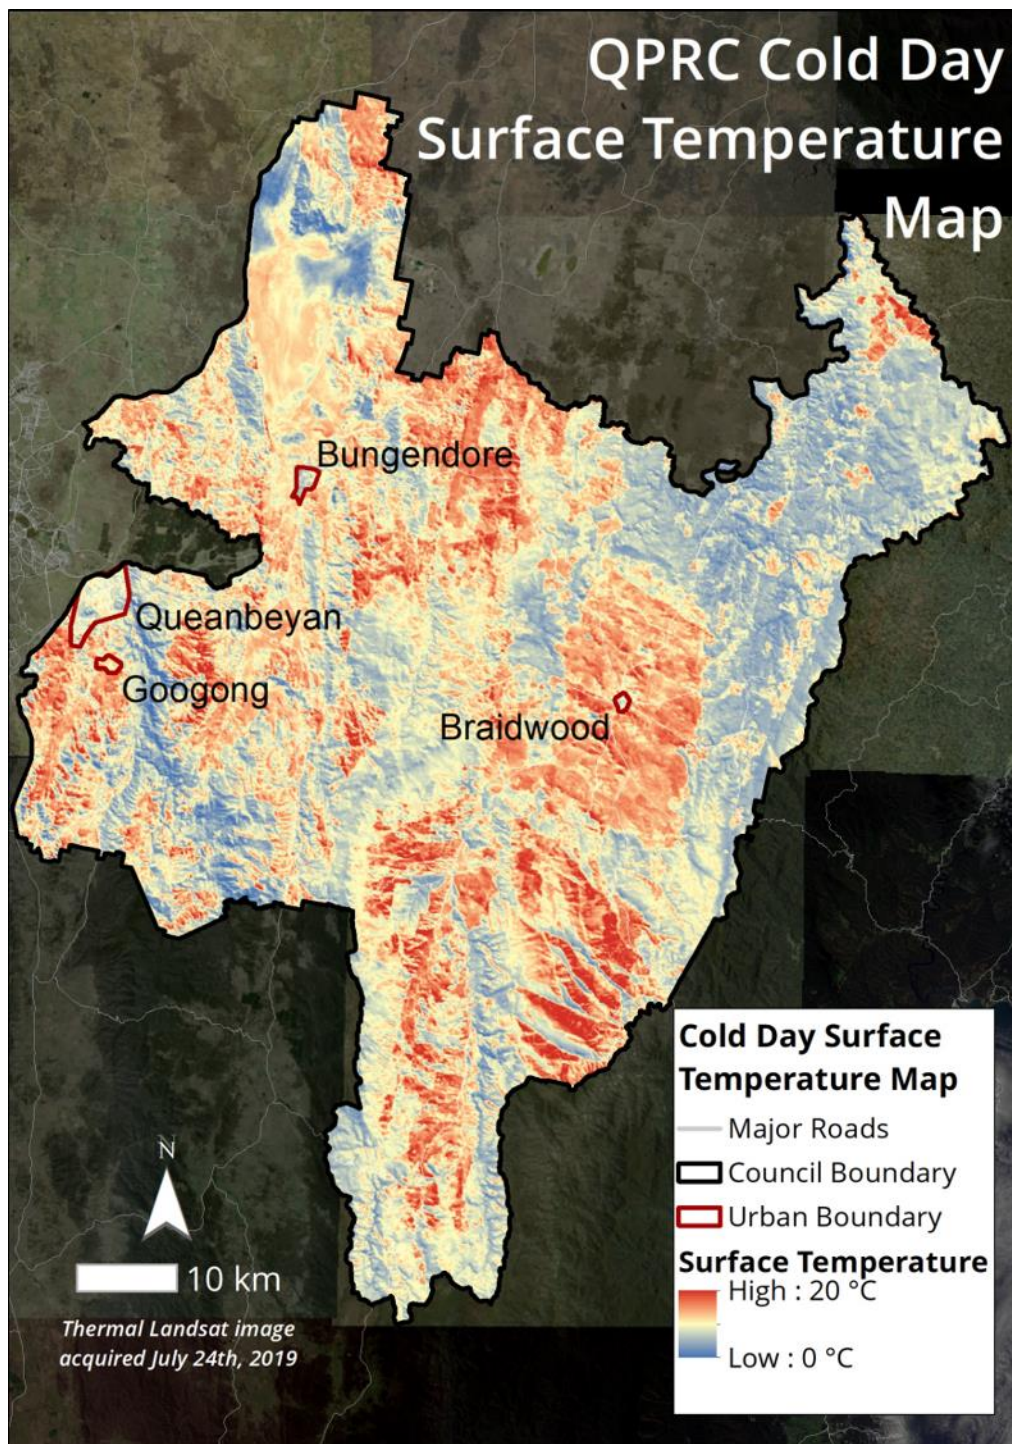 QPRC Cold Day
Surface Temperature
Map
Bungendore
Queanbeyan
Googong
Braidwood
N
10 km
Thermal Landsat image
acquired July 24th, 2019
Cold Day Surface
Temperature Map
Major Roads
Council Boundary
Urban Boundary
Surface Temperature
High : 20 °C
Low : 0 °C